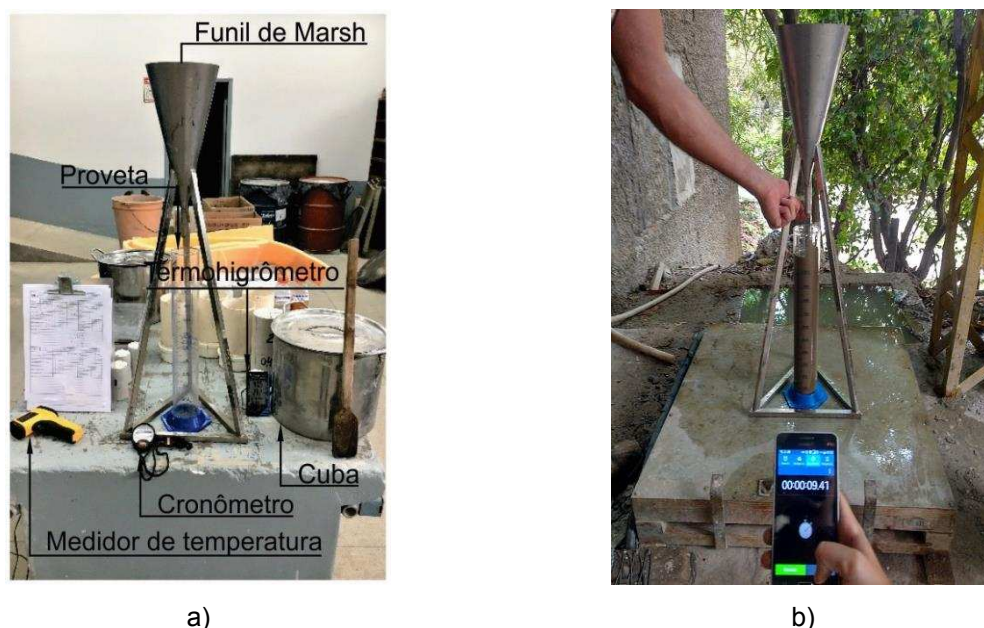 Funil de Marsh
Proveta
Termohigrômetro
Cuba
Cronômetro
Medidor de temperatura
00:00:09.41
a)
b)